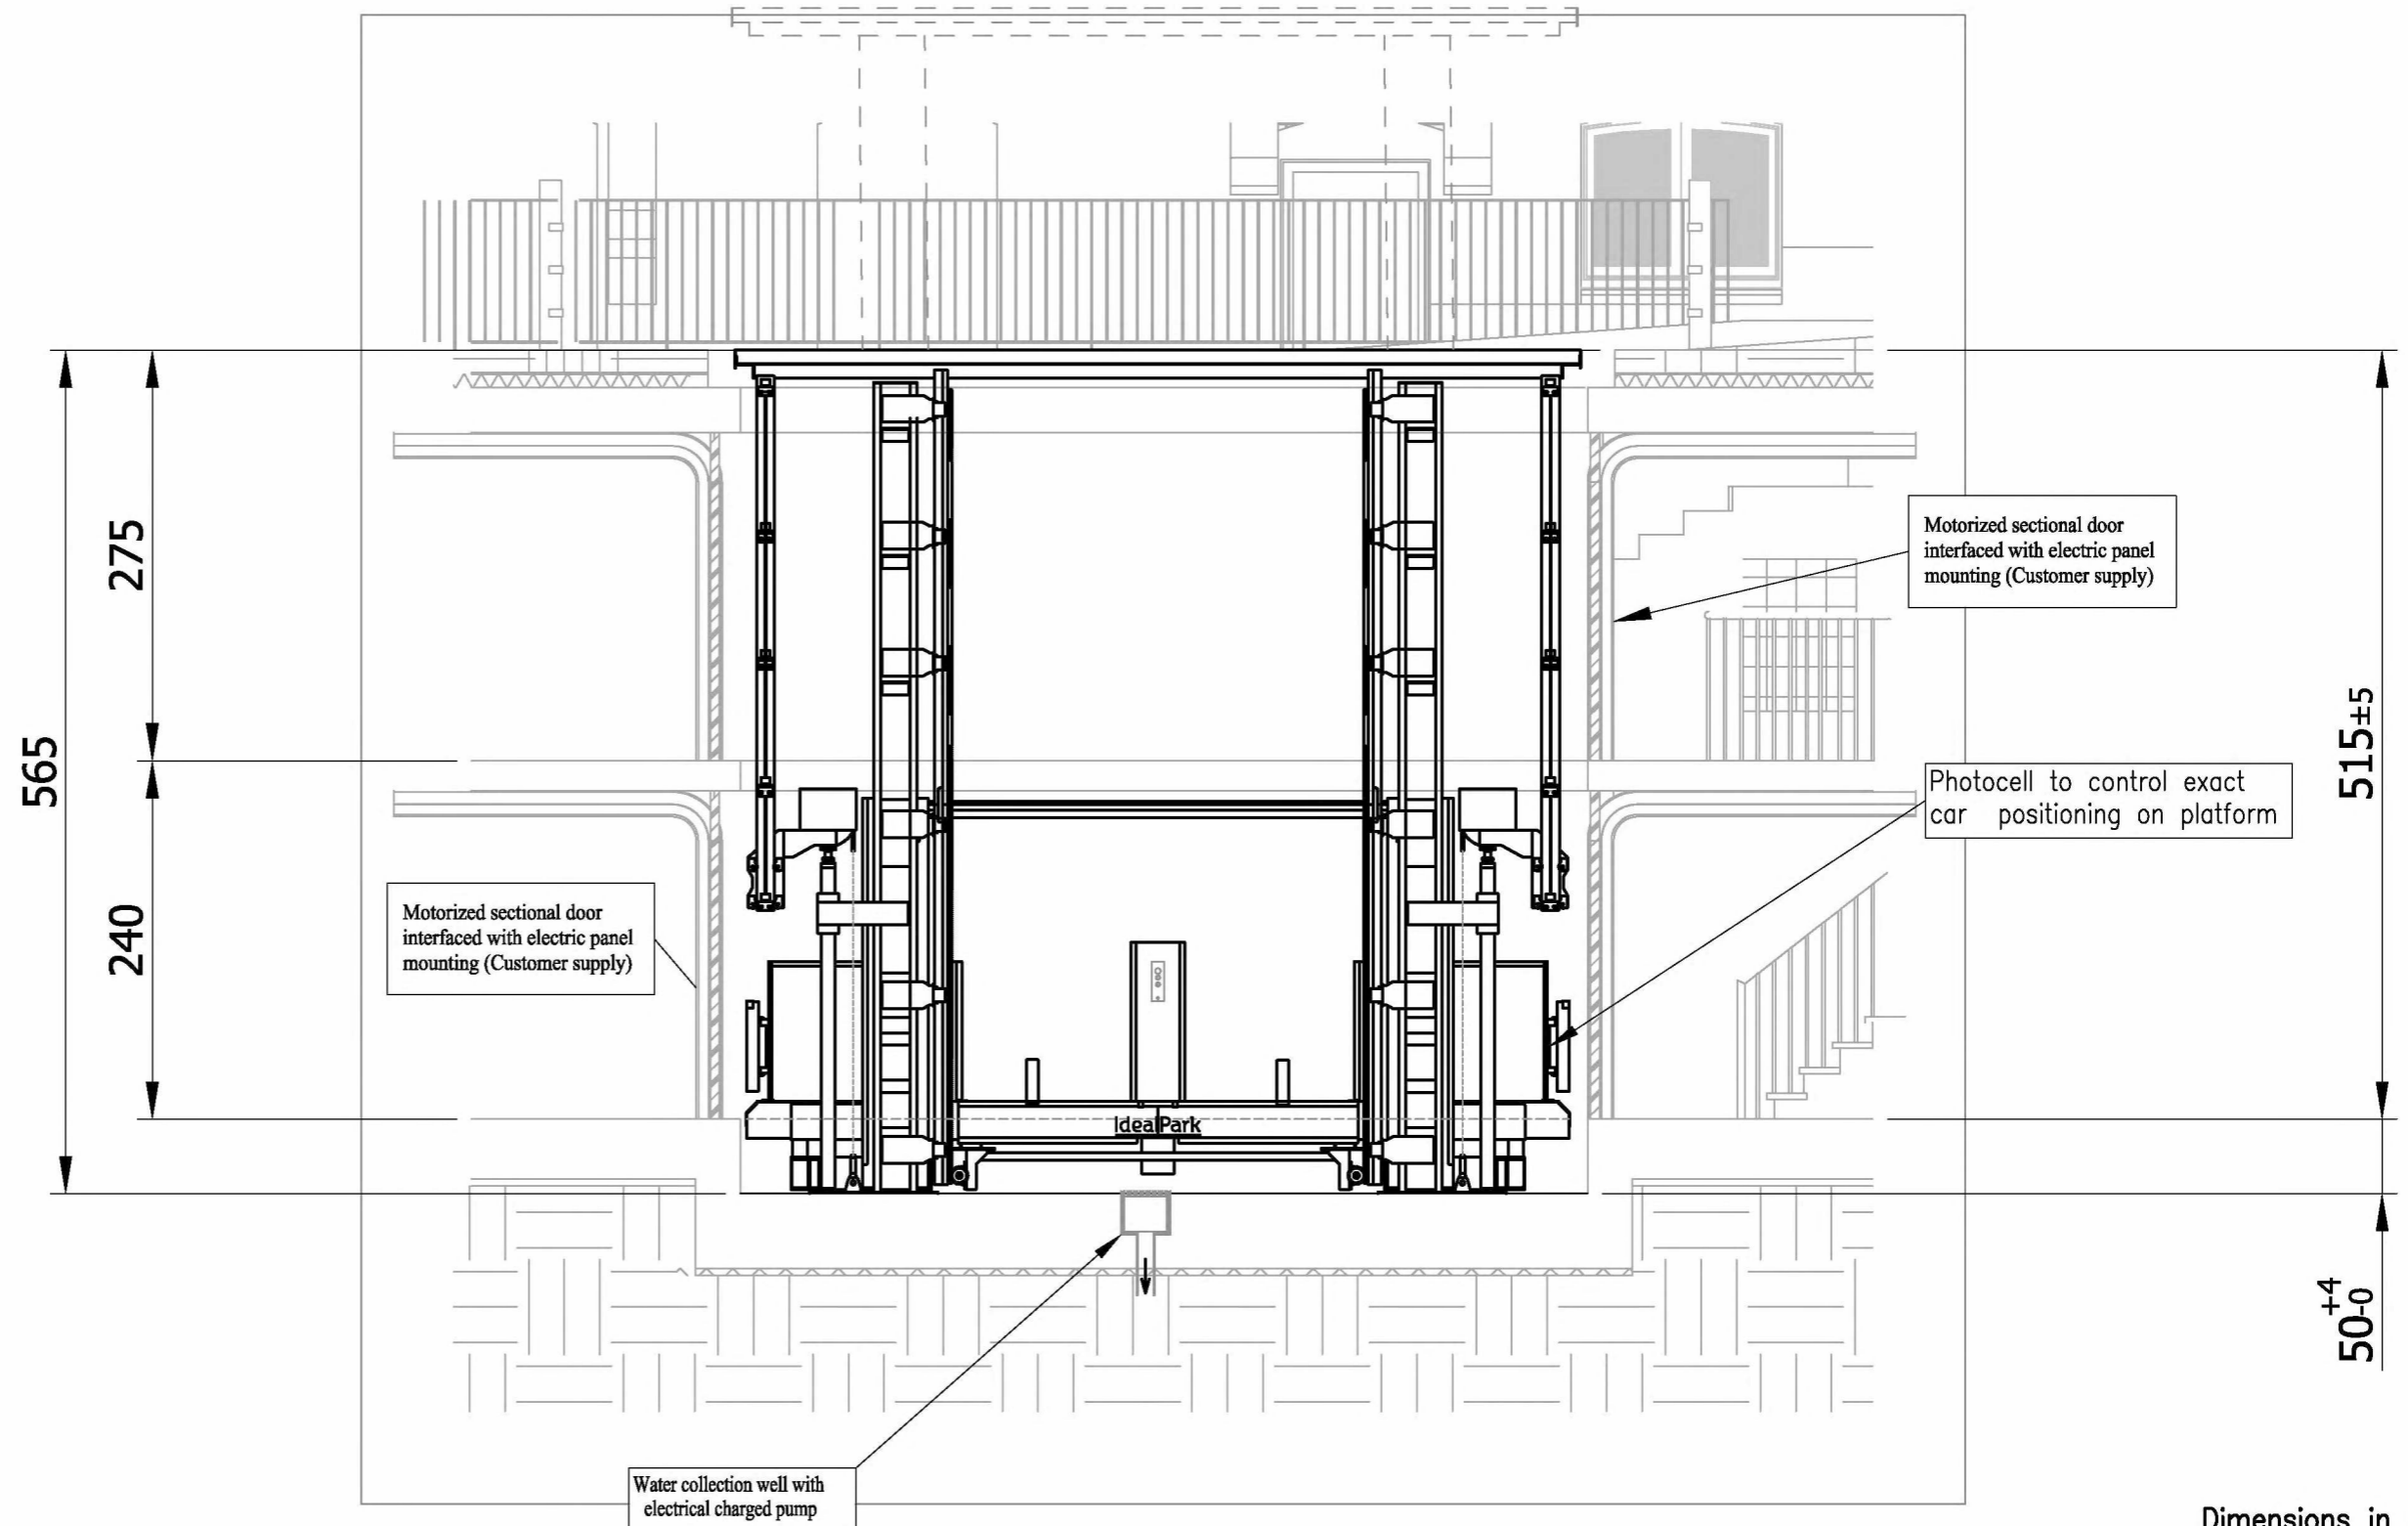 275
565
240
Motorized sectional door
interfaced with electric panel
mounting (Customer supply)
515±5
Photocell to control exact
car positioning on platform
Motorized sectional door
interfaced with electric panel
mounting (Customer supply)
IdealPark
50 +4 -0
Water collection well with
electrical charged pump
Dimensions in